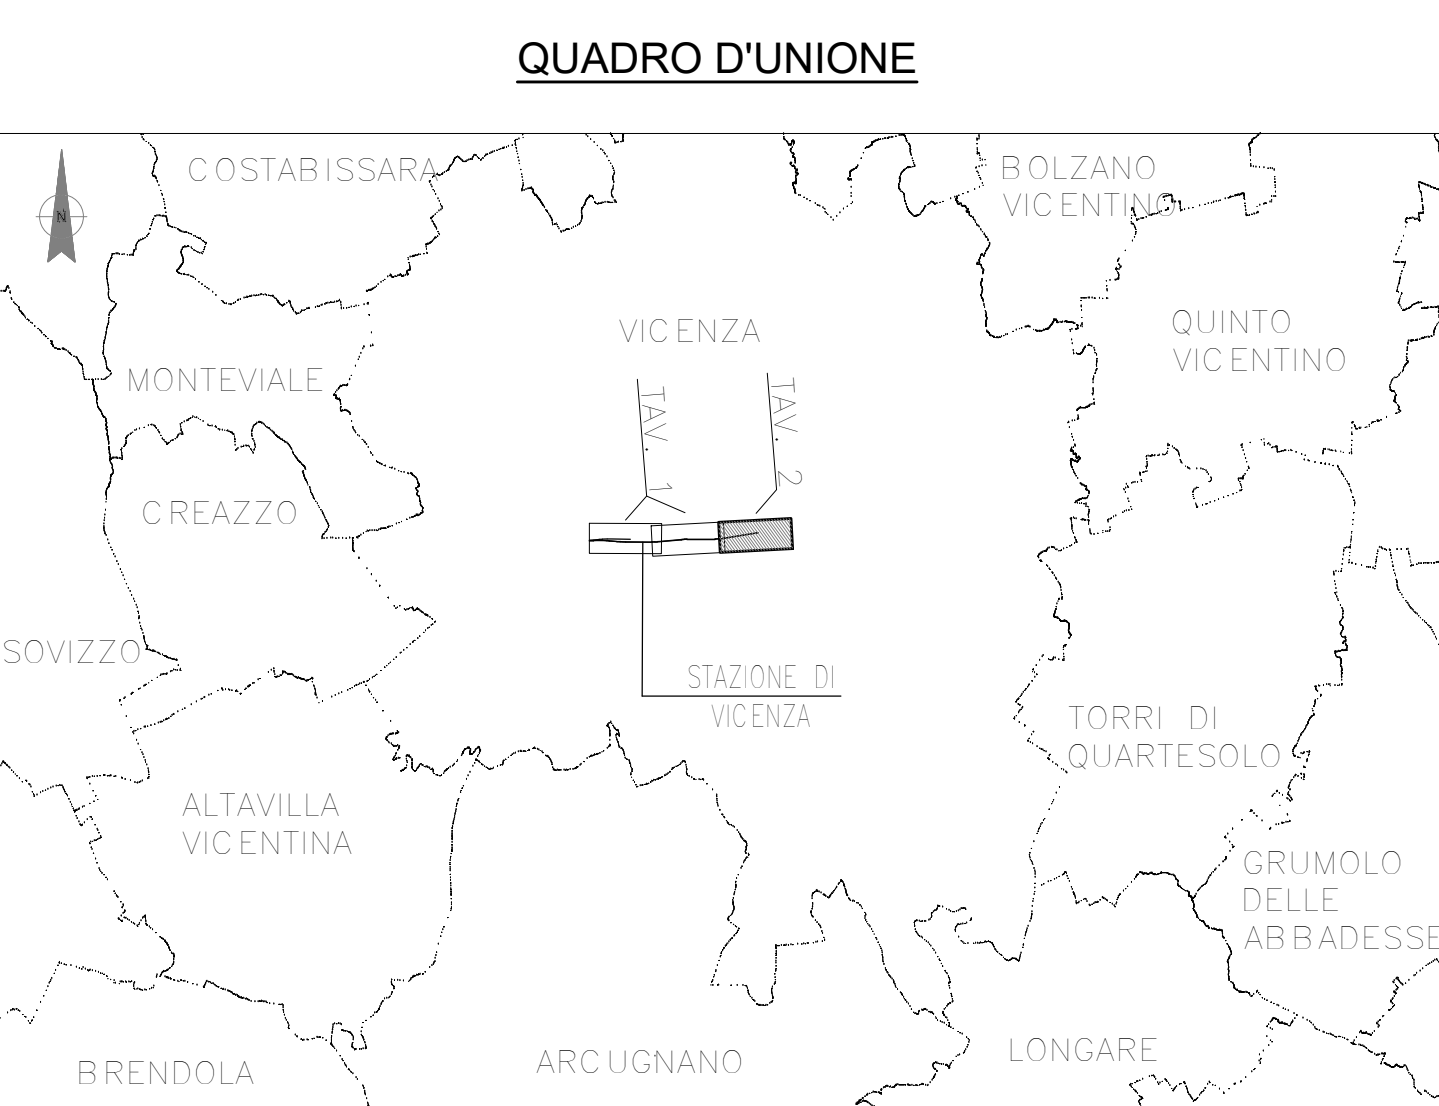 QUADRO D'UNIONE
COSTABISSARA
BOLZANO
VICENTINO
N
VICENZA
QUINTO
VICENTINO
MONTEVIALE
TAV. 1
TAV. 2
CREAZZO
SOVIZZO
STAZIONE DI
VICENZA
TORRI DI
QUARTESOLO
ALTAVILLA
VICENTINA
GRUMOLO
DELLE
ABBADESSE
ARCUGNANO
LONGARE
BRENDOLA